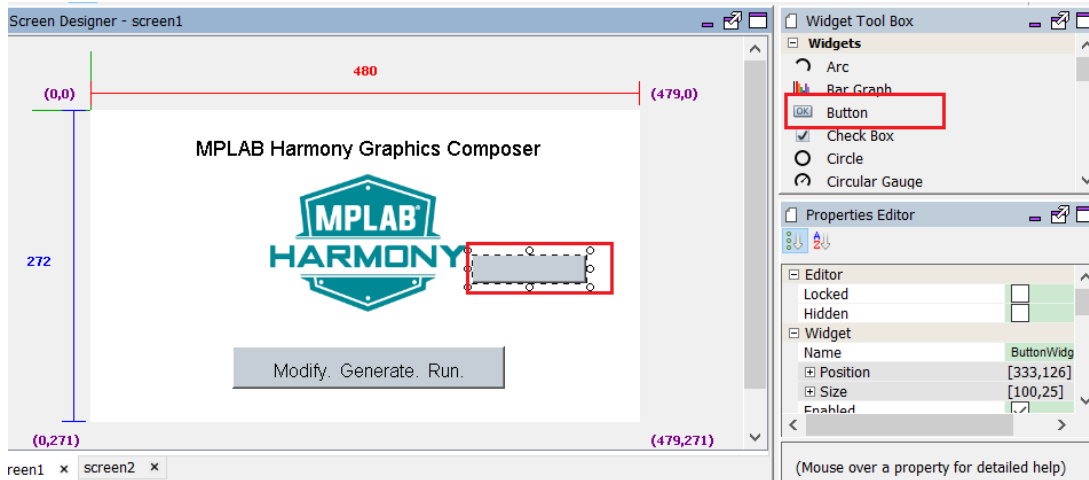 Screen Designer - screen1
480
(0,0)
(479,0)
MPLAB Harmony Graphics Composer
MPLAB®
HARMONY
272
Modify. Generate. Run.
(0,271)
(479,271)
reen1 ×
screen2 ×
Widget Tool Box
Widgets
Arc
Bar Graph
OK Button
Check Box
Circle
Circular Gauge
Properties Editor
Editor
Locked
Hidden
Widget
Name ButtonWidg
Position [333,126]
Size [100,25]
Enabled
(Mouse over a property for detailed help)